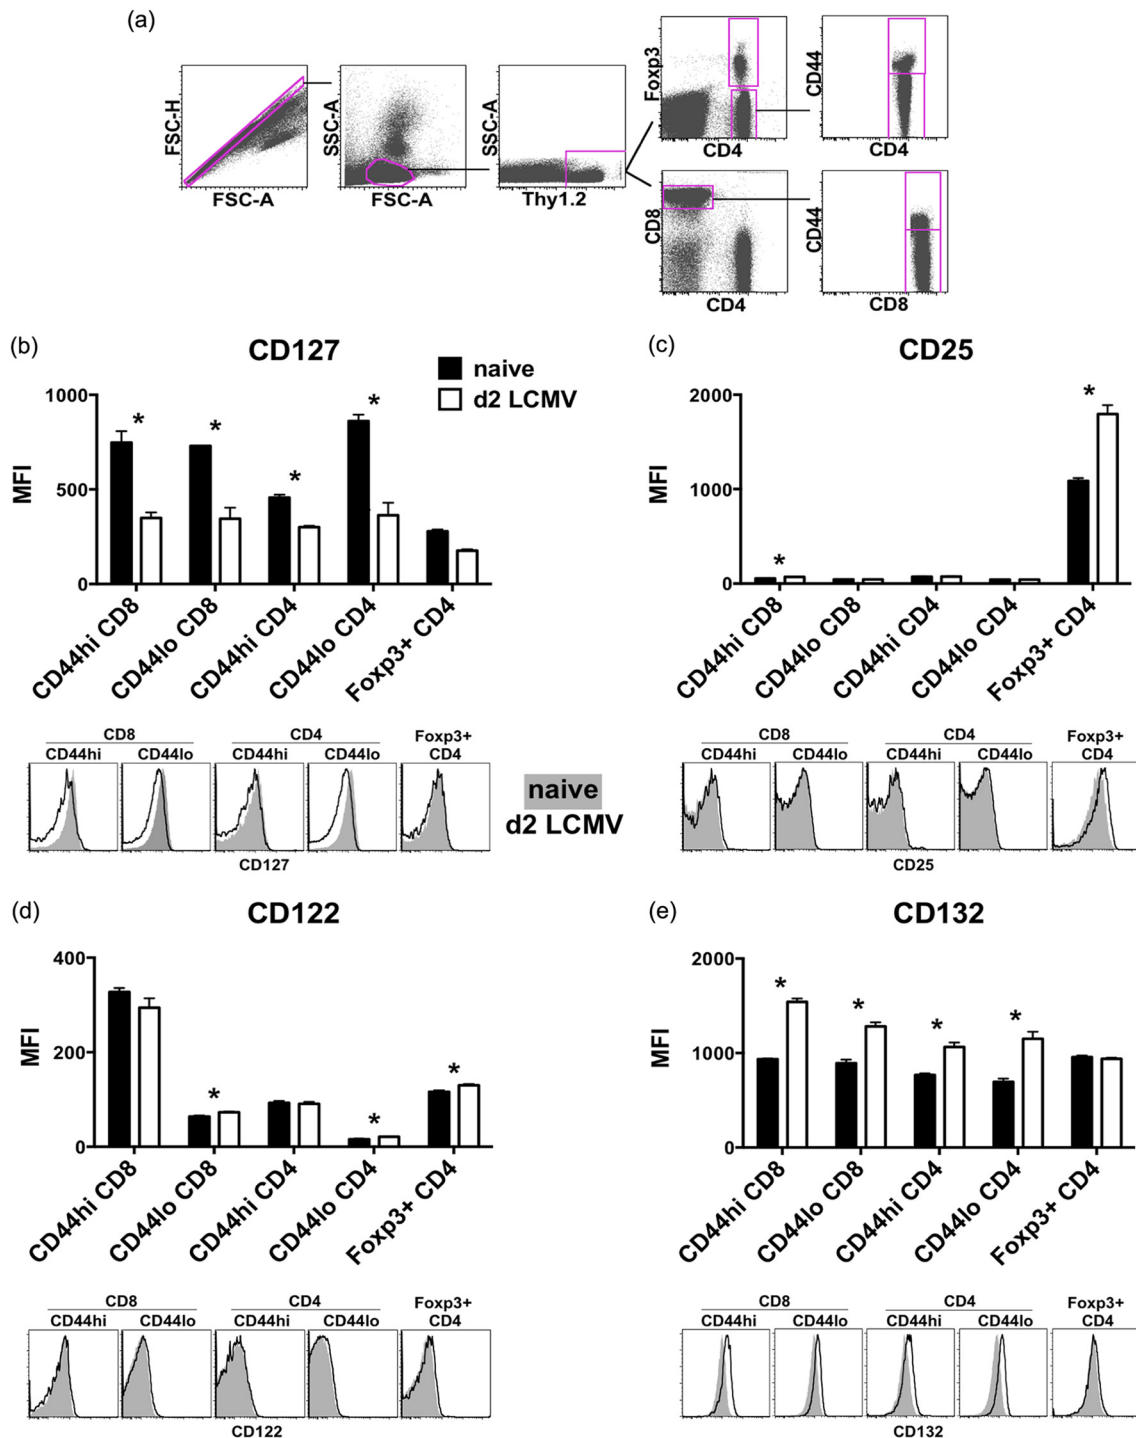 (a)
FSC-H
FSC-A
SSC-A
FSC-A
SSC-A
Thy1.2
Foxp3
CD4
CD44
CD4
CD8
CD4
CD44
CD8
(b)
CD127
naive
d2 LCMV
MFI
1000
500
0
CD44hi CD8
CD44lo CD8
CD44hi CD4
CD44lo CD4
Foxp3+ CD4
* * * *
CD8 CD4 Foxp3+
CD44hi CD44lo CD44hi CD44lo CD4
CD127
naive
d2 LCMV
(c)
CD25
MFI
2000
1000
0
* *
CD44hi CD8
CD44lo CD8
CD44hi CD4
CD44lo CD4
Foxp3+ CD4
CD8 CD4 Foxp3+
CD44hi CD44lo CD44hi CD44lo CD4
CD25
(d)
CD122
MFI
400
200
0
* * *
CD44hi CD8
CD44lo CD8
CD44hi CD4
CD44lo CD4
Foxp3+ CD4
CD8 CD4 Foxp3+
CD44hi CD44lo CD44hi CD44lo CD4
CD122
(e)
CD132
MFI
2000
1000
0
* * * *
CD44hi CD8
CD44lo CD8
CD44hi CD4
CD44lo CD4
Foxp3+ CD4
CD8 CD4 Foxp3+
CD44hi CD44lo CD44hi CD44lo CD4
CD132